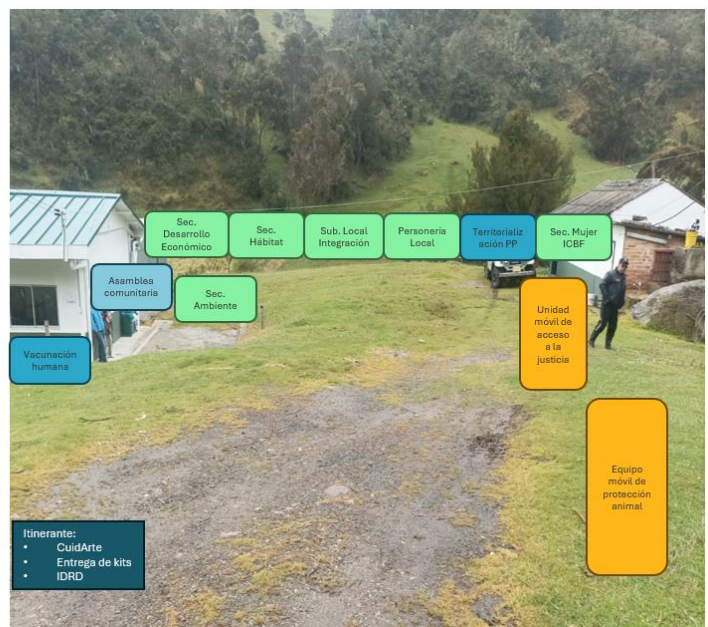 Sec.
Desarrollo
Económico
Sec.
Hábitat
Sub. Local
Integración
Personería
Local
Territorializ
ación PP
Sec. Mujer
ICBF
Asamblea
comunitaria
Sec.
Ambiente
Unidad
móvil de
acceso
a la
justicia
Vacunación
humana
Equipo
móvil de
protección
animal
Itinerante:
• CuidArte
• Entrega de kits
• IDRD